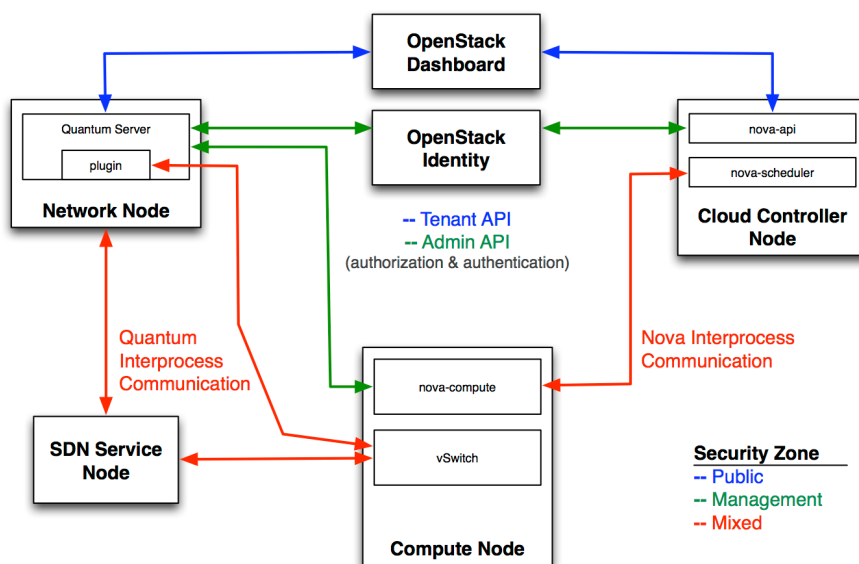 OpenStack
Dashboard
Quantum Server
plugin
Network Node
OpenStack
Identity
nova-api
nova-scheduler
Cloud Controller
Node
-- Tenant API
-- Admin API
(authorization & authentication)
Quantum
Interprocess
Communication
Nova Interprocess
Communication
nova-compute
vSwitch
Compute Node
SDN Service
Node
Security Zone
-- Public
-- Management
-- Mixed